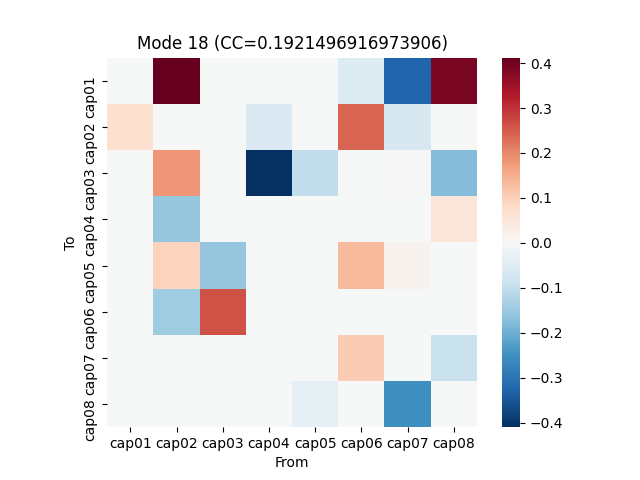 Mode 18 (CC=0.1921496916973906)
To
cap01
cap02
cap03
cap04
cap05
cap06
cap07
cap08
cap01 cap02 cap03 cap04 cap05 cap06 cap07 cap08
From
0.4
0.3
0.2
0.1
0.0
−0.1
−0.2
−0.3
−0.4